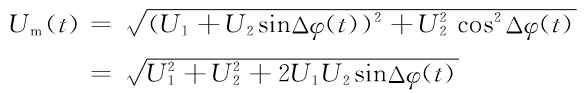 U_m(t) = √((U_1 + U_2 sinΔφ(t))^2 + U_2^2 cos^2 Δφ(t))
= √(U_1^2 + U_2^2 + 2U_1U_2 sinΔφ(t))